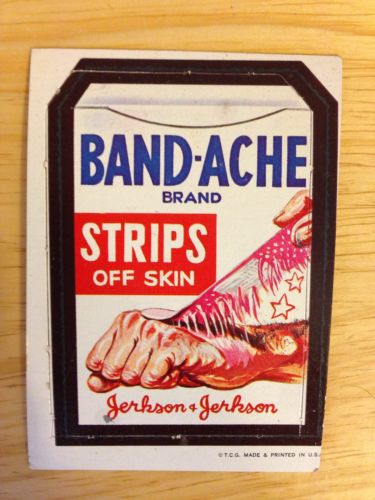 BAND-ACHE
BRAND
STRIPS
OFF SKIN
Jerkson & Jerkson
© T.C.G. MADE & PRINTED IN U.S.